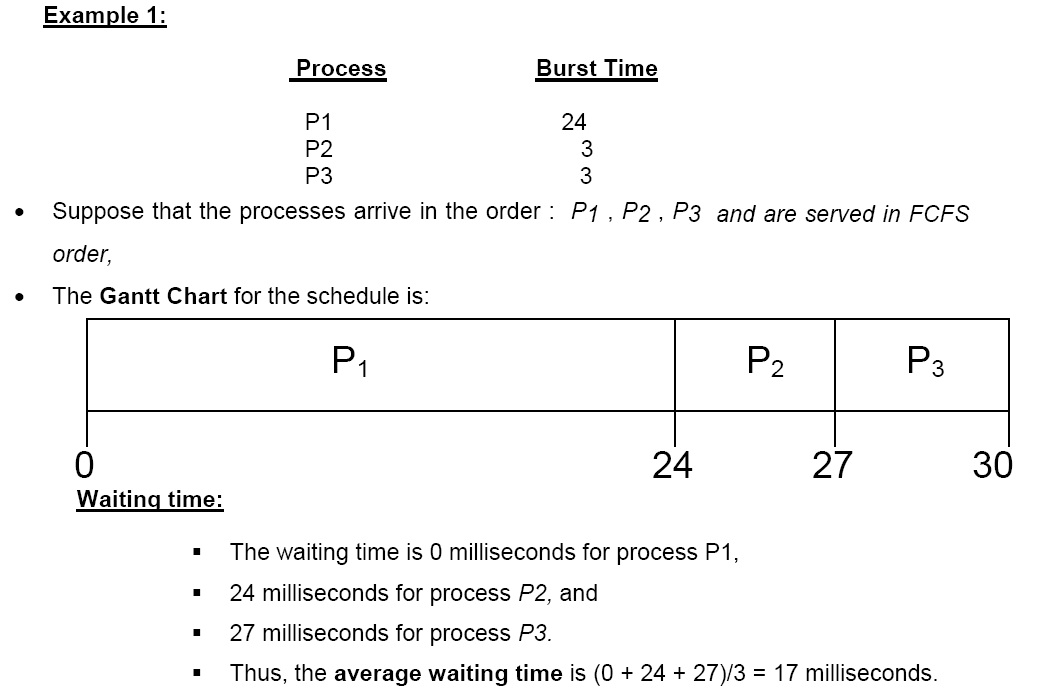 Example 1:
Process Burst Time
P1 24
P2 3
P3 3
• Suppose that the processes arrive in the order : P1 , P2 , P3 and are served in FCFS
order,
• The Gantt Chart for the schedule is:
P1 P2 P3
0 24 27 30
Waiting time:
▪ The waiting time is 0 milliseconds for process P1,
▪ 24 milliseconds for process P2, and
▪ 27 milliseconds for process P3.
▪ Thus, the average waiting time is (0 + 24 + 27)/3 = 17 milliseconds.